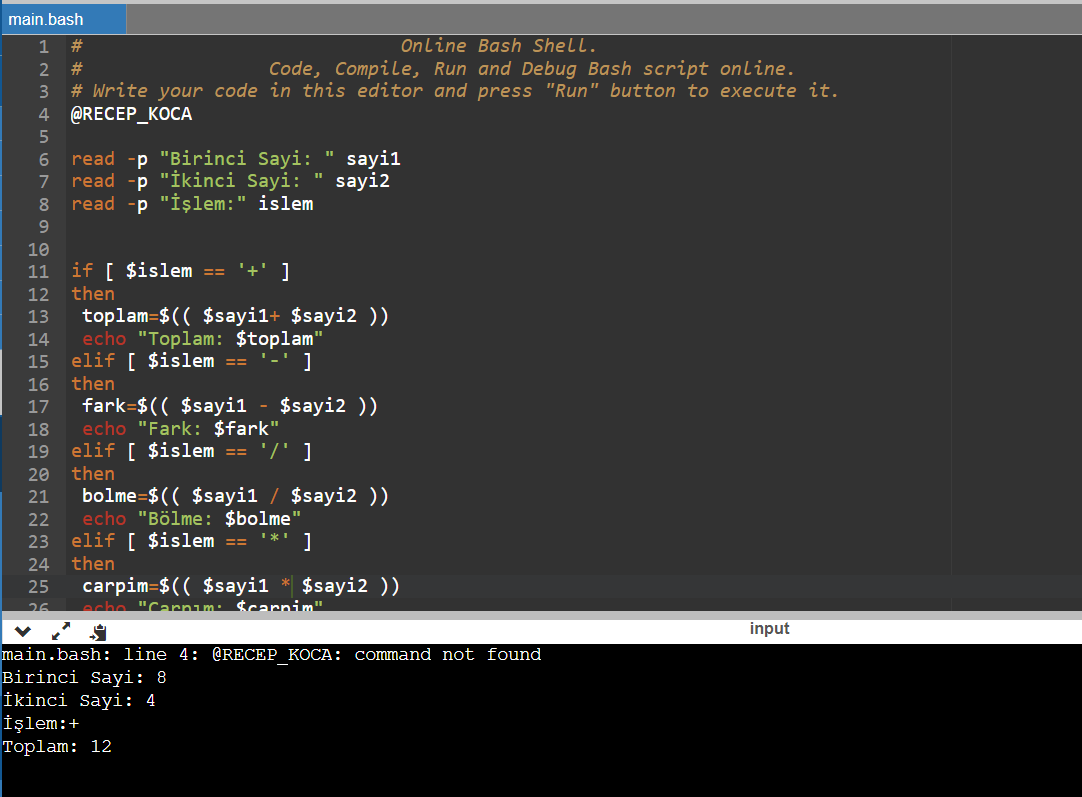 main.bash
1 # Online Bash Shell.
2 # Code, Compile, Run and Debug Bash script online.
3 # Write your code in this editor and press "Run" button to execute it.
4 @RECEP_KOCA
5
6 read -p "Birinci Sayi: " sayi1
7 read -p "İkinci Sayi: " sayi2
8 read -p "İşlem:" islem
9
10
11 if [ $islem == '+' ]
12 then
13 toplam=$(( $sayi1+ $sayi2 ))
14 echo "Toplam: $toplam"
15 elif [ $islem == '-' ]
16 then
17 fark=$(( $sayi1 - $sayi2 ))
18 echo "Fark: $fark"
19 elif [ $islem == '/' ]
20 then
21 bolme=$(( $sayi1 / $sayi2 ))
22 echo "Bölme: $bolme"
23 elif [ $islem == '*' ]
24 then
25 carpim=$(( $sayi1 * $sayi2 ))
26 echo "Carpım: $carpim"
input
main.bash: line 4: @RECEP_KOCA: command not found
Birinci Sayi: 8
İkinci Sayi: 4
İşlem:+
Toplam: 12